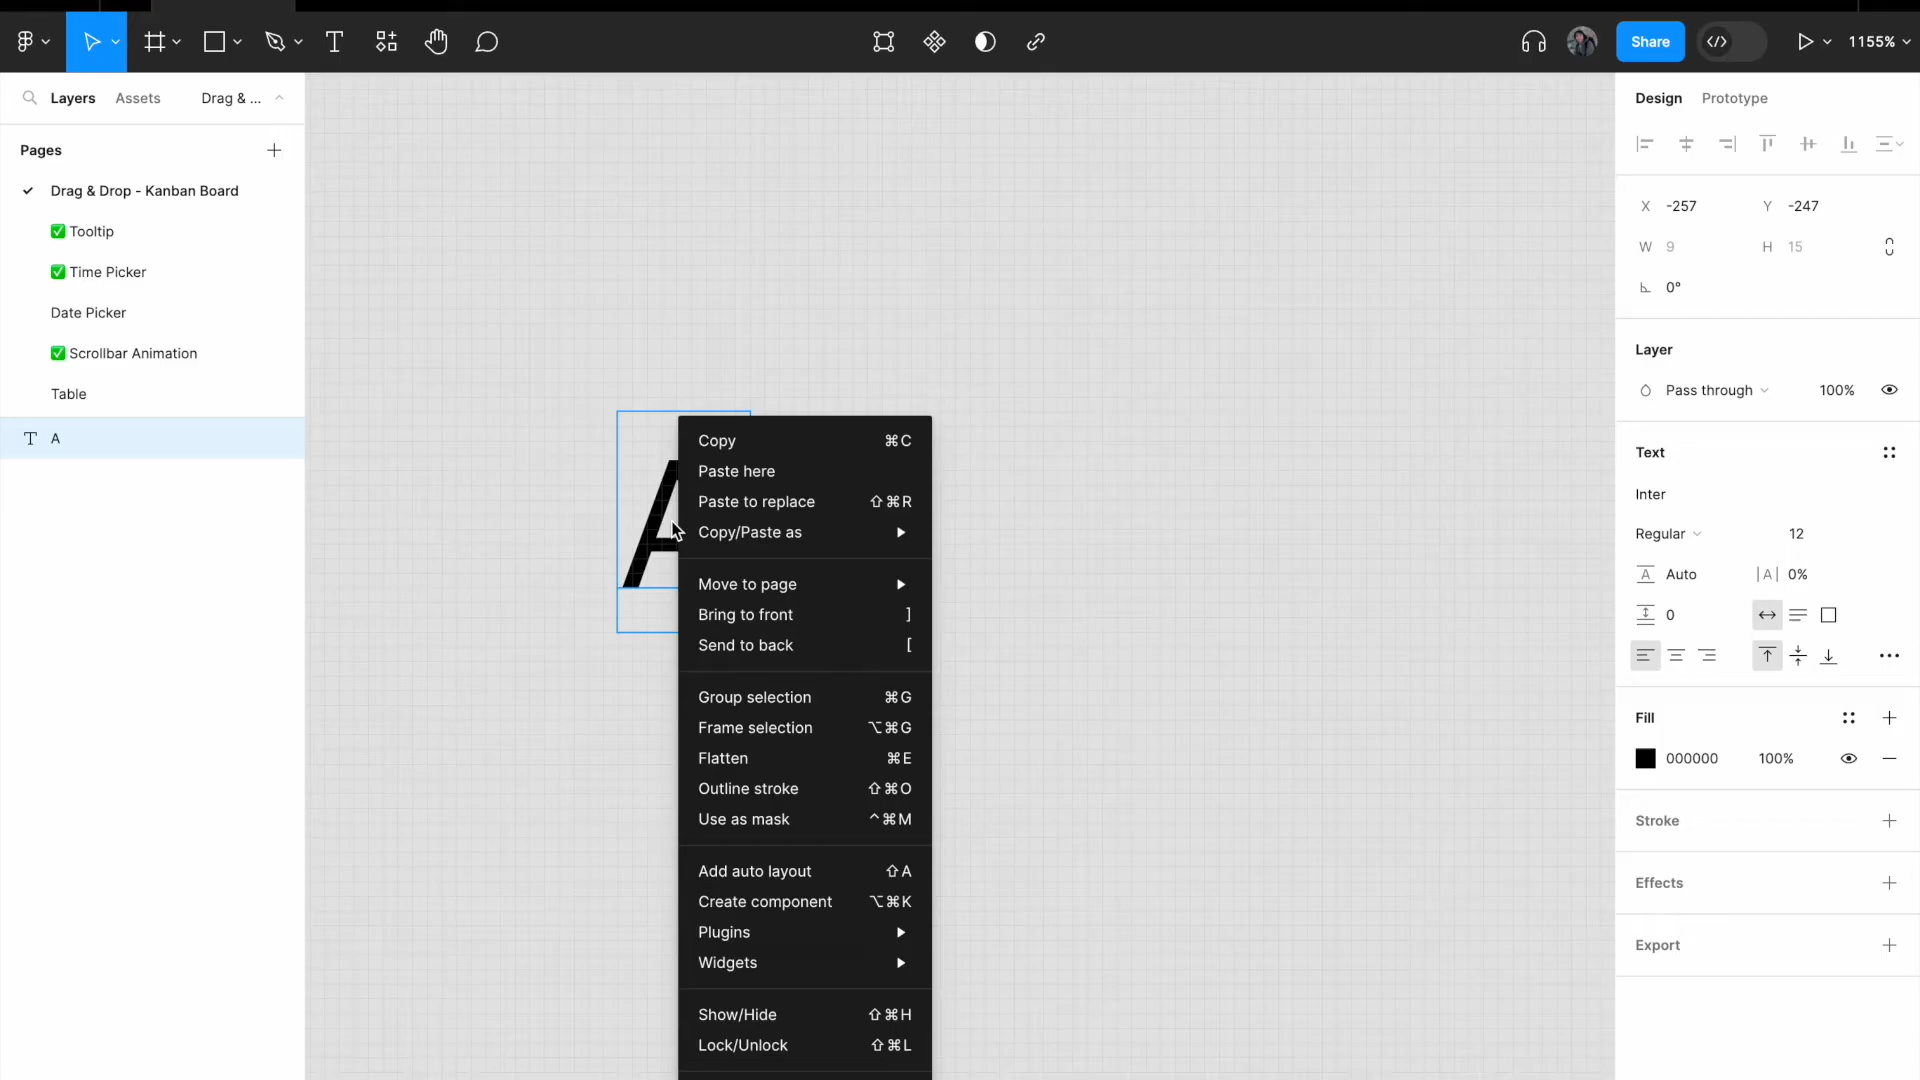 Share
1155%
Layers Assets Drag & ...
Pages
Drag & Drop - Kanban Board
✅ Tooltip
✅ Time Picker
Date Picker
✅ Scrollbar Animation
Table
A
A
Copy ⌘C
Paste here
Paste to replace ⇧⌘R
Copy/Paste as
Move to page
Bring to front ]
Send to back [
Group selection ⌘G
Frame selection ⌥⌘G
Flatten ⌘E
Outline stroke ⇧⌘O
Use as mask ^⌘M
Add auto layout ⇧A
Create component ⌥⌘K
Plugins
Widgets
Show/Hide ⇧⌘H
Lock/Unlock ⇧⌘L
Design Prototype
X -257 Y -247
W 9 H 15
0°
Layer
Pass through 100%
Text
Inter
Regular 12
A Auto |A| 0%
0
Fill
000000 100%
Stroke
Effects
Export